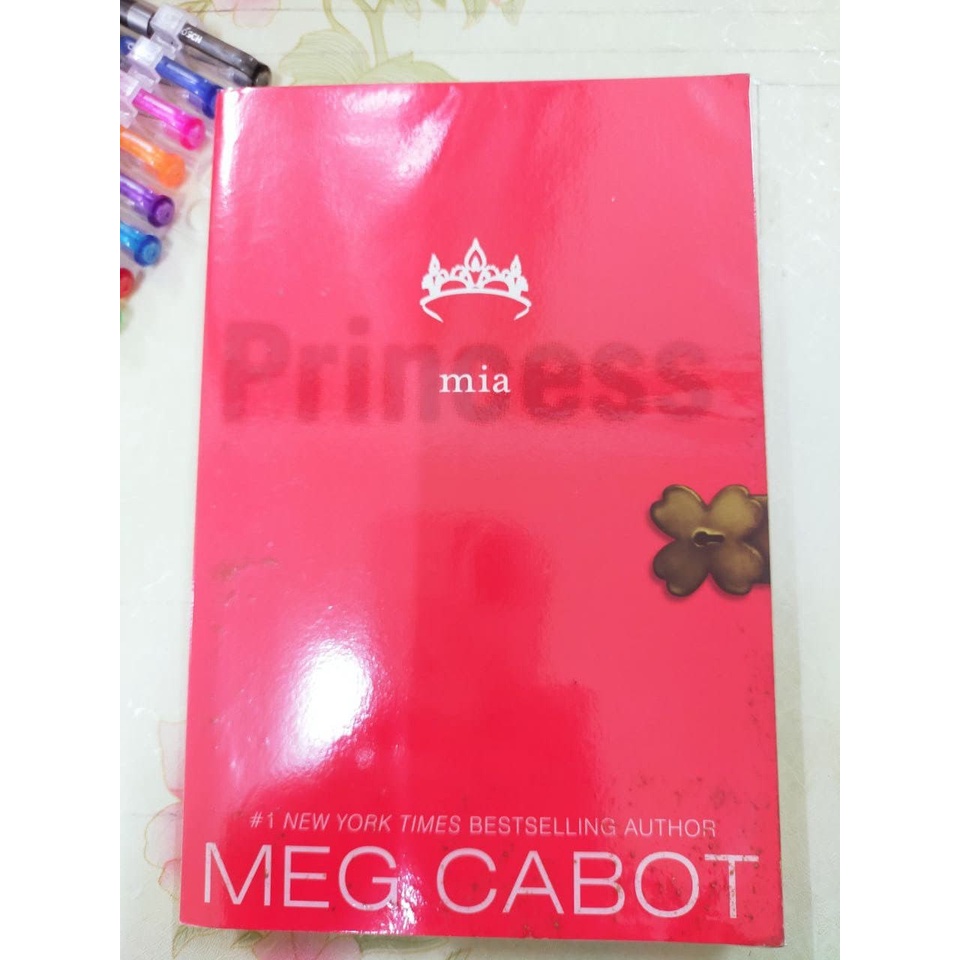 Princess
mia
#1 NEW YORK TIMES BESTSELLING AUTHOR
MEG CABOT